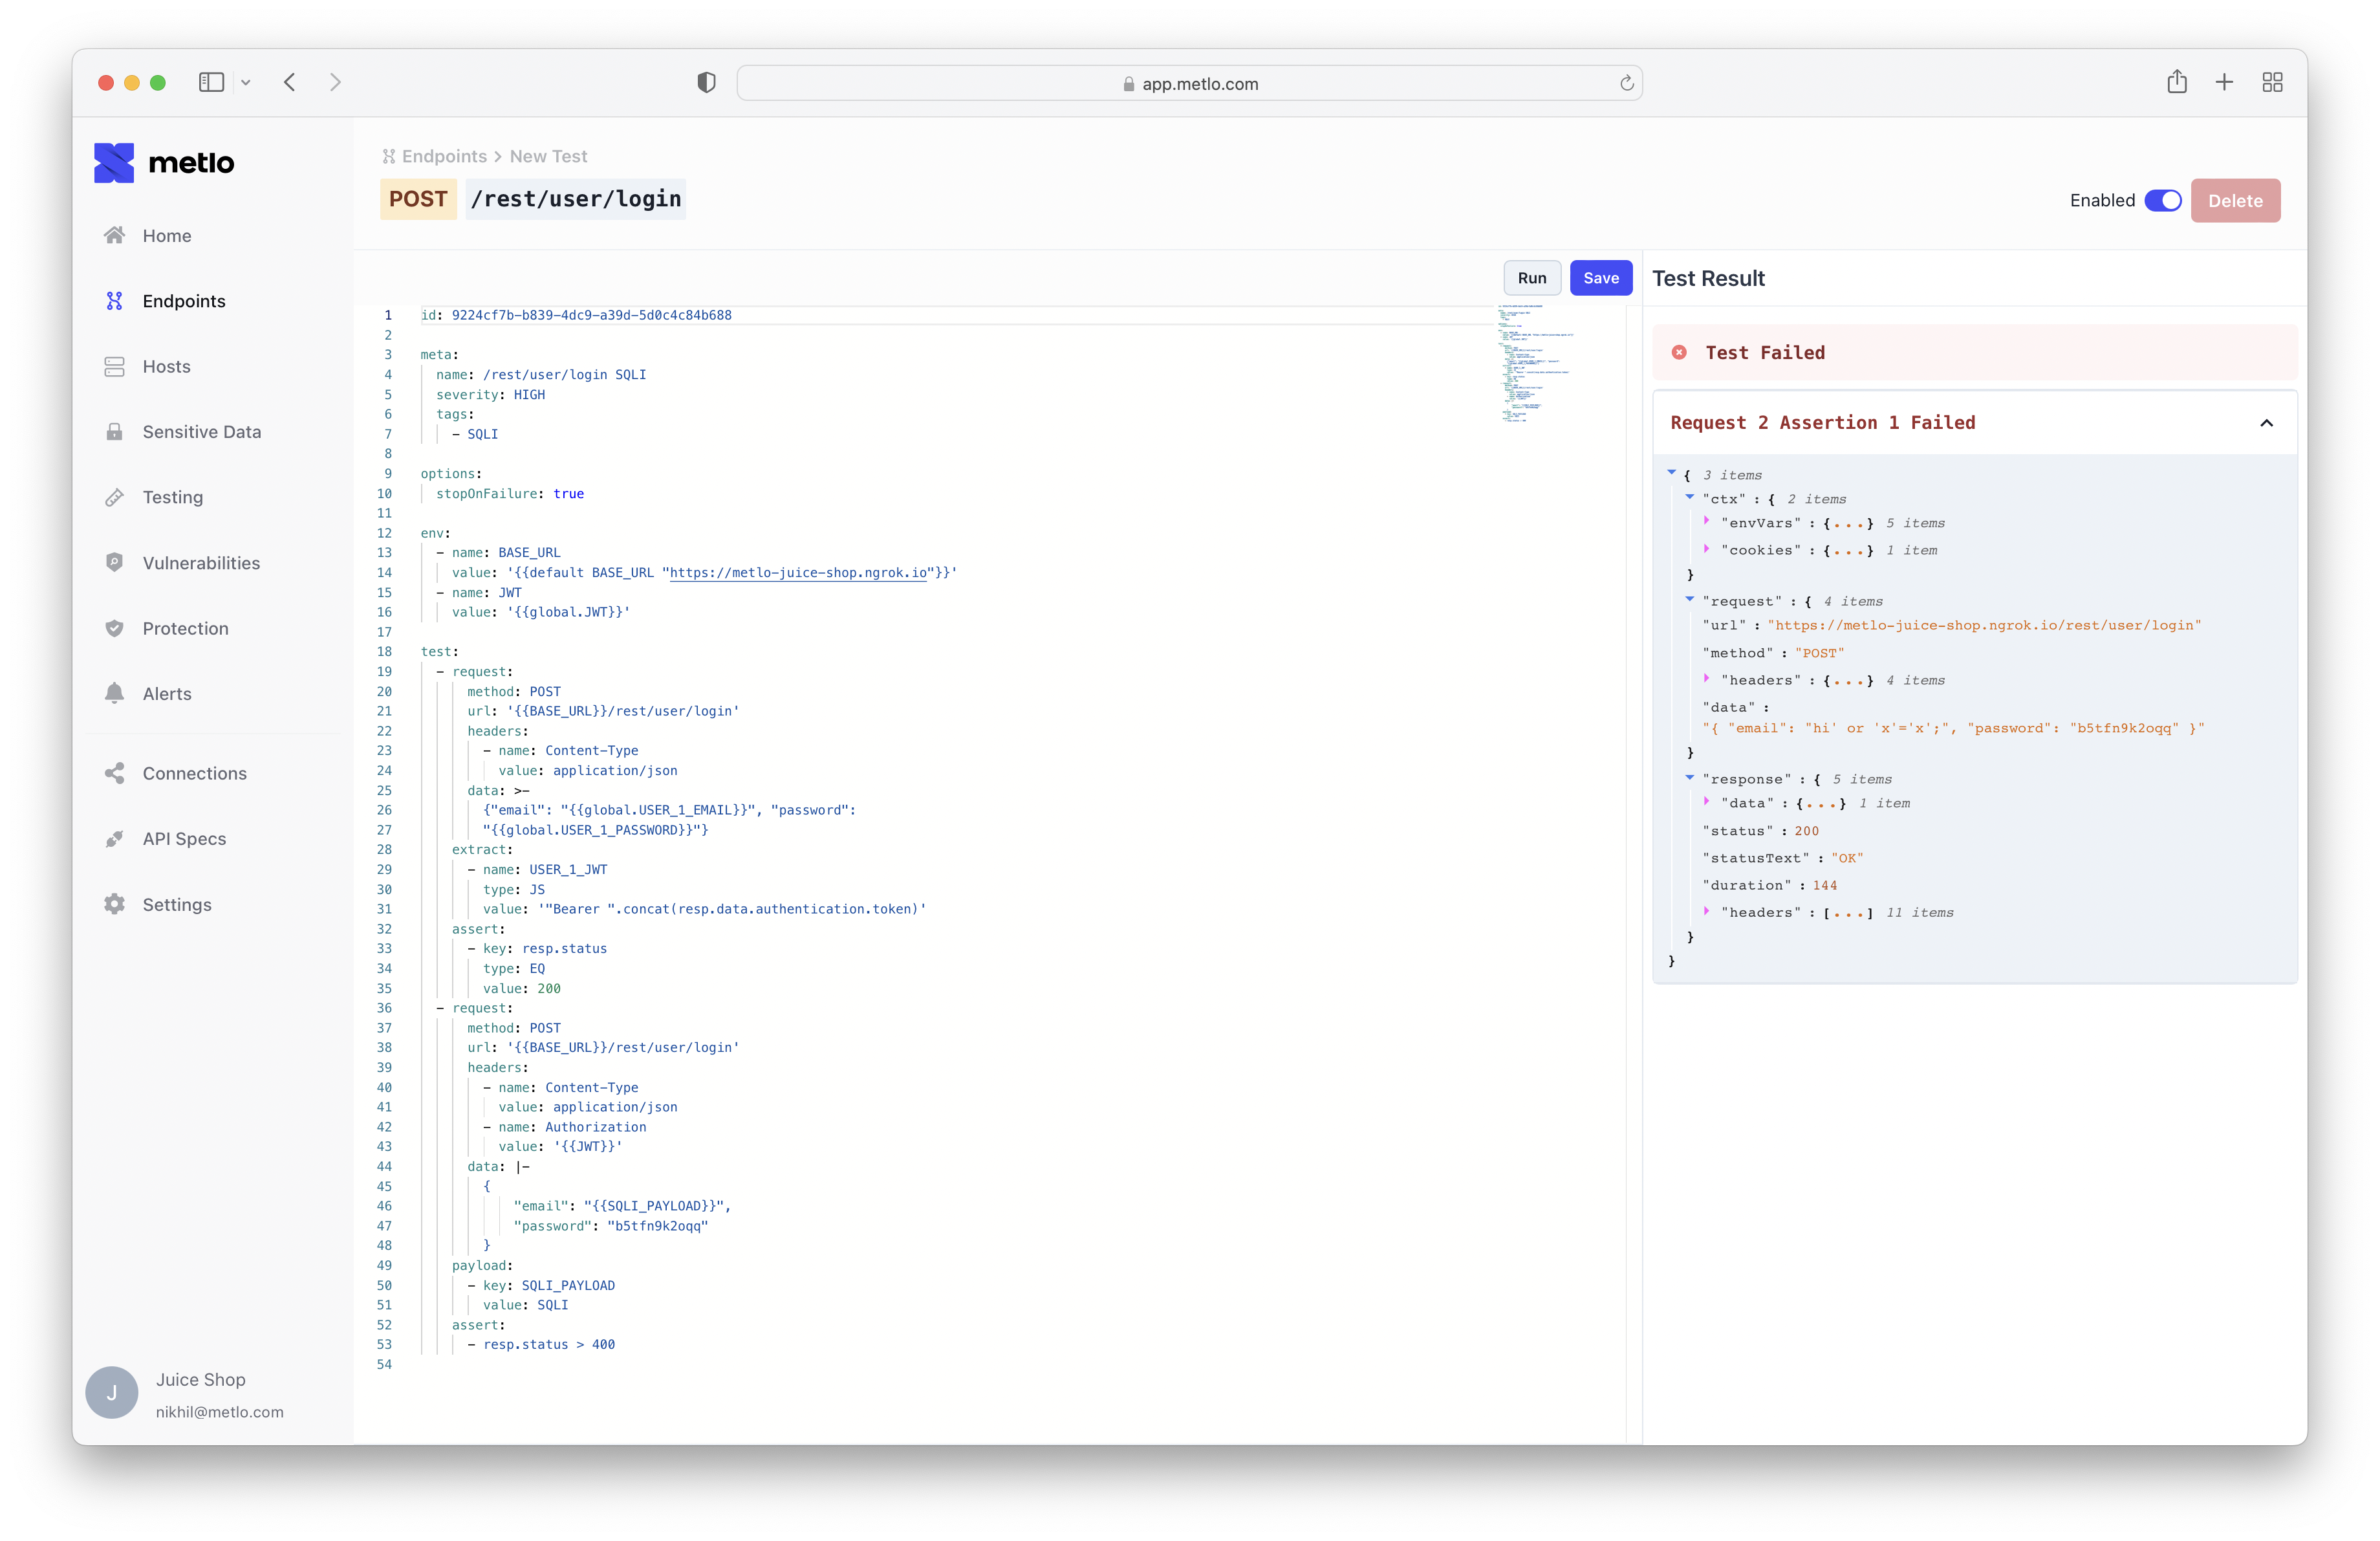 app.metlo.com
metlo
Home
Endpoints
Hosts
Sensitive Data
Testing
Vulnerabilities
Protection
Alerts
Connections
API Specs
Settings
J
Juice Shop
nikhil@metlo.com
Endpoints > New Test
POST /rest/user/login
Enabled
Delete
Run
Save
1 id: 9224cf7b-b839-4dc9-a39d-5d0c4c84b688
2
3 meta:
4 name: /rest/user/login SQLI
5 severity: HIGH
6 tags:
7 - SQLI
8
9 options:
10 stopOnFailure: true
11
12 env:
13 - name: BASE_URL
14 value: '{{default BASE_URL "https://metlo-juice-shop.ngrok.io"}}'
15 - name: JWT
16 value: '{{global.JWT}}'
17
18 test:
19 - request:
20 method: POST
21 url: '{{BASE_URL}}/rest/user/login'
22 headers:
23 - name: Content-Type
24 value: application/json
25 data: >-
26 {"email": "{{global.USER_1_EMAIL}}", "password":
27 "{{global.USER_1_PASSWORD}}"}
28 extract:
29 - name: USER_1_JWT
30 type: JS
31 value: '"Bearer ".concat(resp.data.authentication.token)'
32 assert:
33 - key: resp.status
34 type: EQ
35 value: 200
36 - request:
37 method: POST
38 url: '{{BASE_URL}}/rest/user/login'
39 headers:
40 - name: Content-Type
41 value: application/json
42 - name: Authorization
43 value: '{{JWT}}'
44 data: |-
45 {
46 "email": "{{SQLI_PAYLOAD}}",
47 "password": "b5tfn9k2oqq"
48 }
49 payload:
50 - key: SQLI_PAYLOAD
51 value: SQLI
52 assert:
53 - resp.status > 400
54
Test Result
Test Failed
Request 2 Assertion 1 Failed
{ 3 items
"ctx" : { 2 items
"envVars" : {...} 5 items
"cookies" : {...} 1 item
}
"request" : { 4 items
"url" : "https://metlo-juice-shop.ngrok.io/rest/user/login"
"method" : "POST"
"headers" : {...} 4 items
"data" :
"{ "email": "hi' or 'x'='x';", "password": "b5tfn9k2oqq" }"
}
"response" : { 5 items
"data" : {...} 1 item
"status" : 200
"statusText" : "OK"
"duration" : 144
"headers" : [...] 11 items
}
}